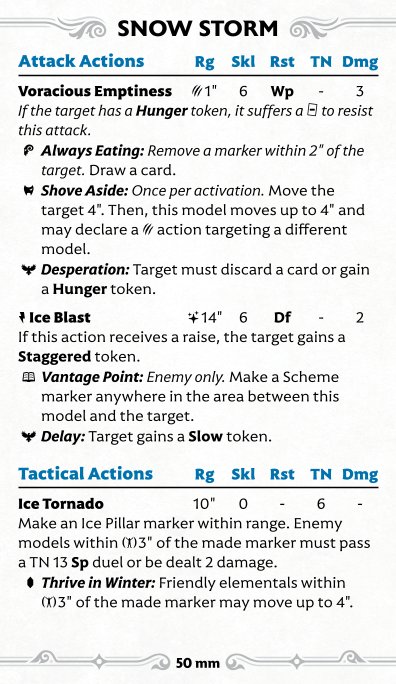 SNOW STORM
Attack Actions Rg Skl Rst TN Dmg
Voracious Emptiness 1" 6 Wp - 3
If the target has a Hunger token, it suffers a to resist
this attack.
Always Eating: Remove a marker within 2" of the
target. Draw a card.
Shove Aside: Once per activation. Move the
target 4". Then, this model moves up to 4" and
may declare a action targeting a different
model.
Desperation: Target must discard a card or gain
a Hunger token.
Ice Blast 14" 6 Df - 2
If this action receives a raise, the target gains a
Staggered token.
Vantage Point: Enemy only. Make a Scheme
marker anywhere in the area between this
model and the target.
Delay: Target gains a Slow token.
Tactical Actions Rg Skl Rst TN Dmg
Ice Tornado 10" 0 - 6 -
Make an Ice Pillar marker within range. Enemy
models within 3" of the made marker must pass
a TN 13 Sp duel or be dealt 2 damage.
Thrive in Winter: Friendly elementals within
3" of the made marker may move up to 4".
50 mm